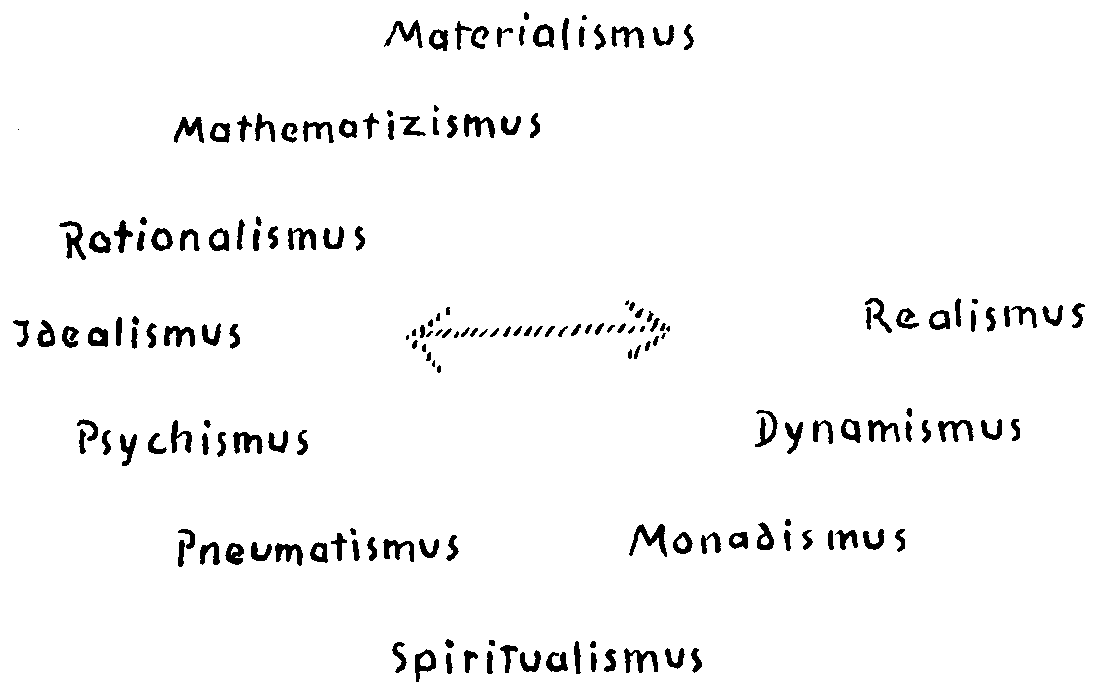 Materialismus
Mathematizismus
Rationalismus
Idealismus
Realismus
Psychismus
Dynamismus
Pneumatismus
Monadismus
Spiritualismus